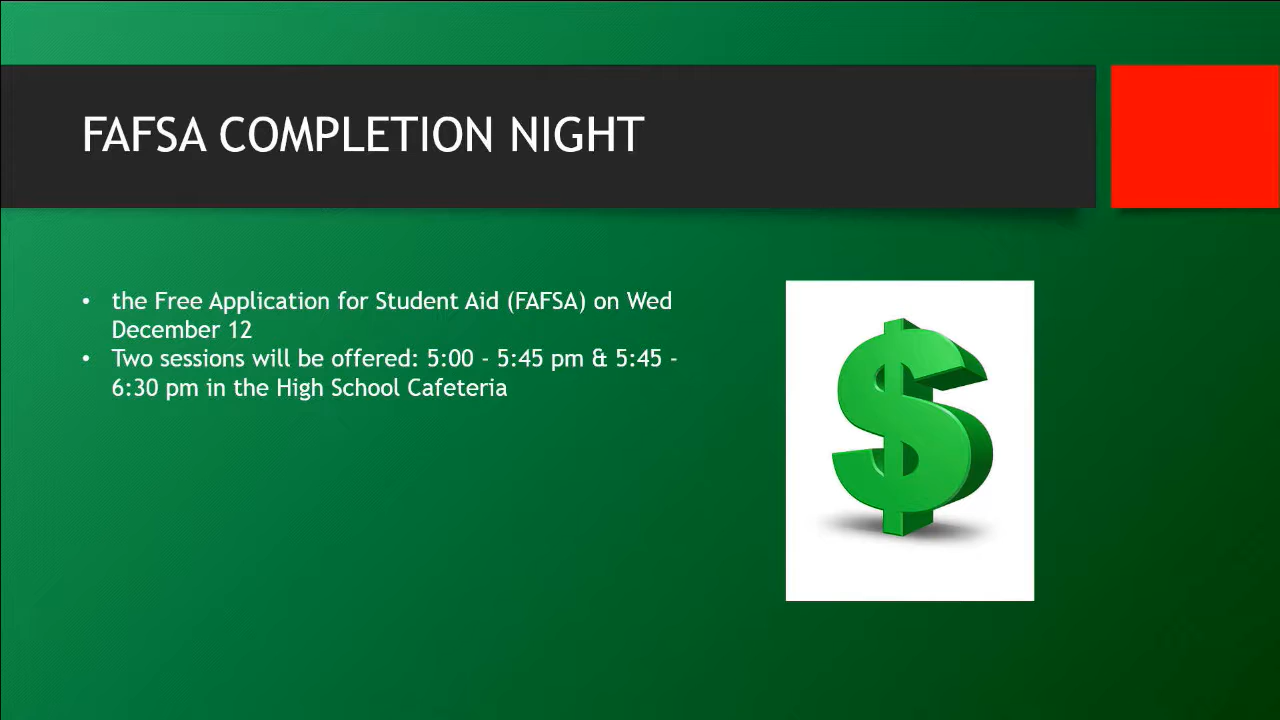 FAFSA COMPLETION NIGHT
• the Free Application for Student Aid (FAFSA) on Wed
December 12
• Two sessions will be offered: 5:00 - 5:45 pm & 5:45 -
6:30 pm in the High School Cafeteria
$